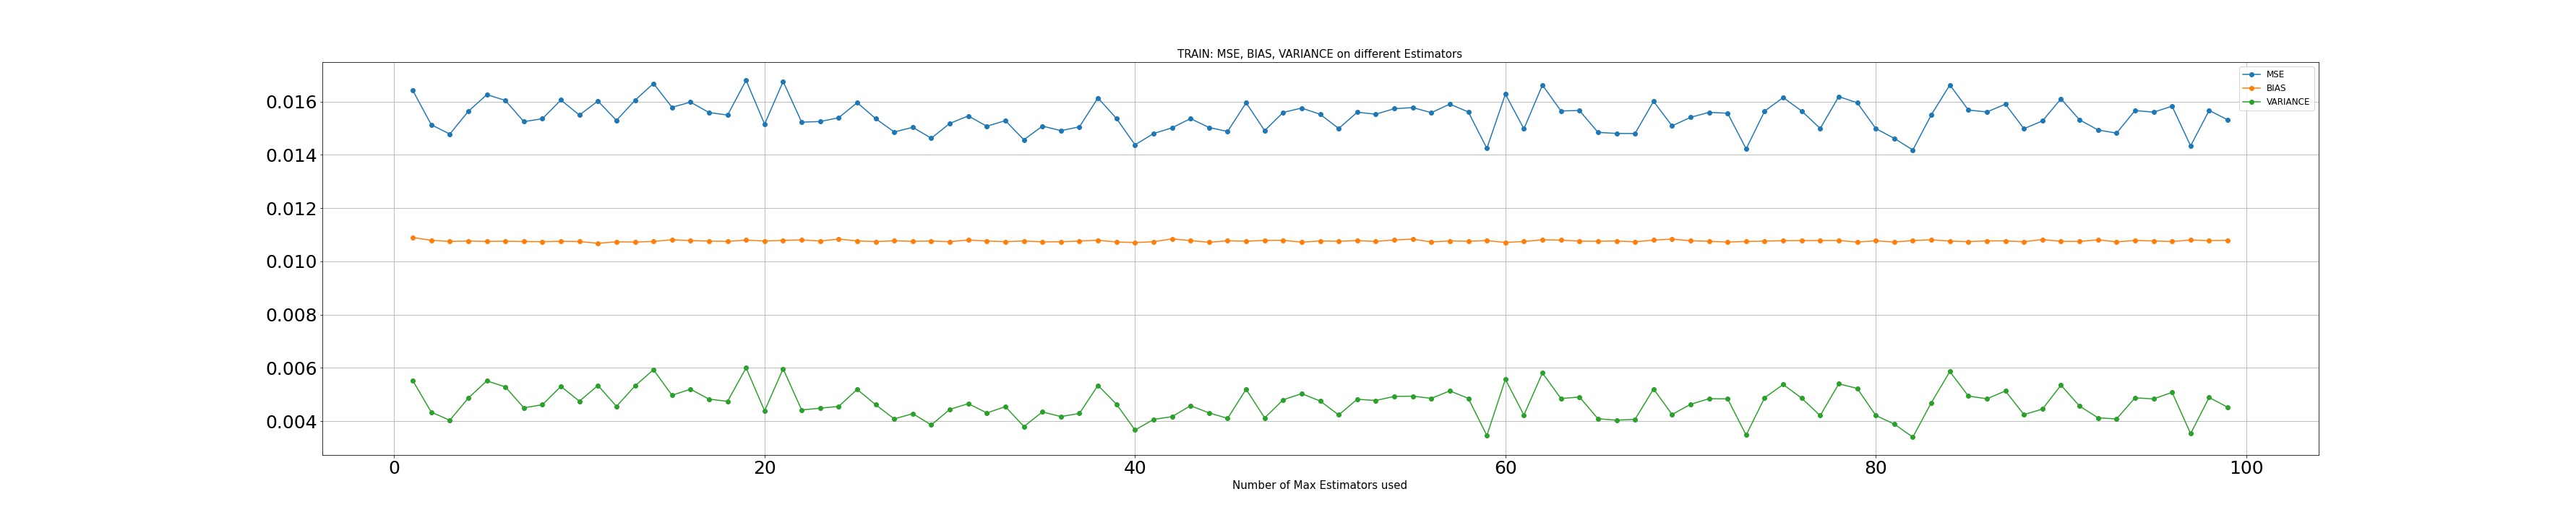 TRAIN: MSE, BIAS, VARIANCE on different Estimators
MSE
BIAS
VARIANCE
0.016
0.014
0.012
0.010
0.008
0.006
0.004
0 20 40 60 80 100
Number of Max Estimators used